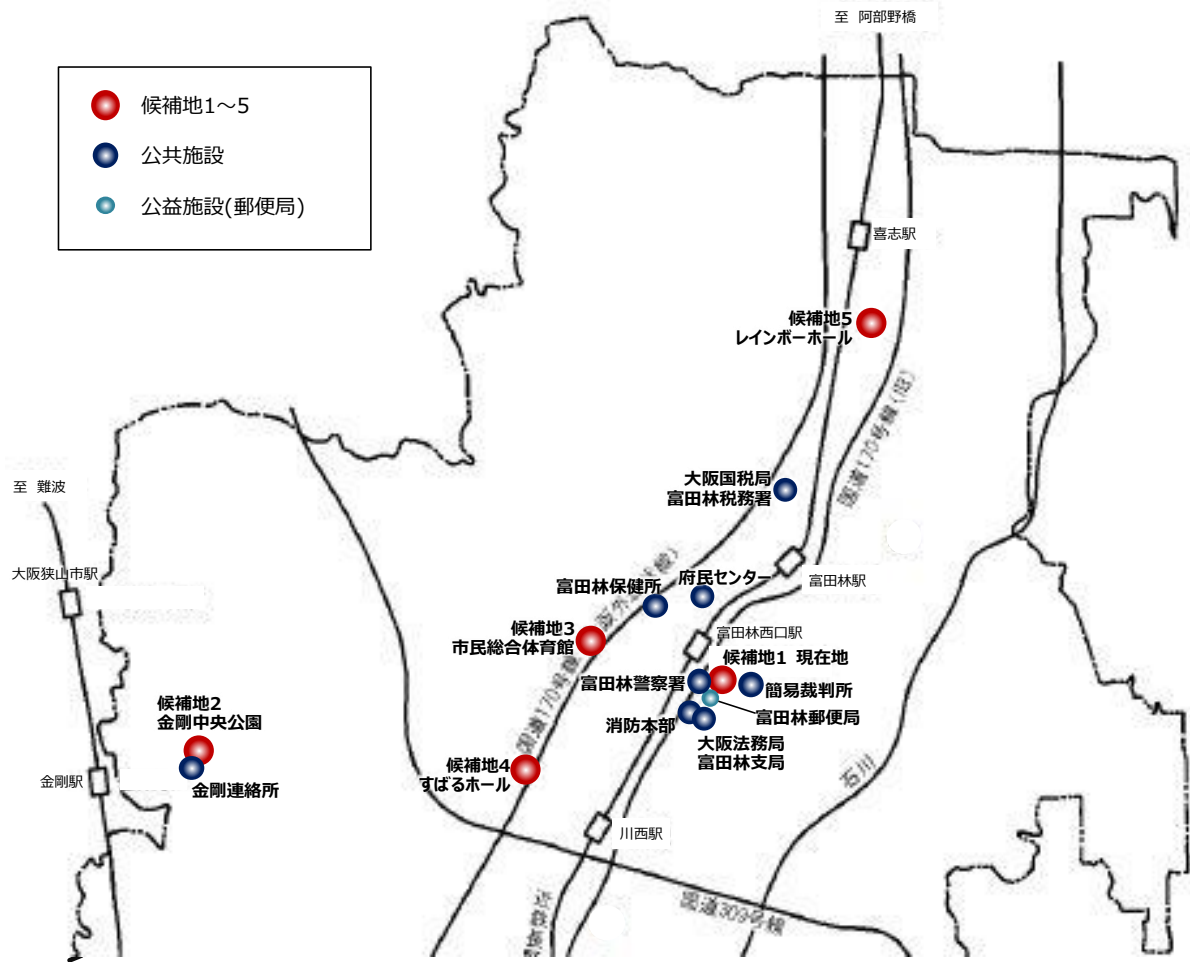 至 阿部野橋
候補地1～5
公共施設
公益施設(郵便局)
喜志駅
候補地5
レインボーホール
国道170号線(旧)
大阪国税局
富田林税務署
至 難波
大阪狭山市駅
富田林駅
府民センター
富田林保健所
富田林西口駅
候補地3
市民総合体育館
候補地1 現在地
富田林警察署
簡易裁判所
富田林郵便局
消防本部
大阪法務局
富田林支局
候補地2
金剛中央公園
金剛連絡所
金剛駅
国道170号線
候補地4
すばるホール
石川
川西駅
国道309号線